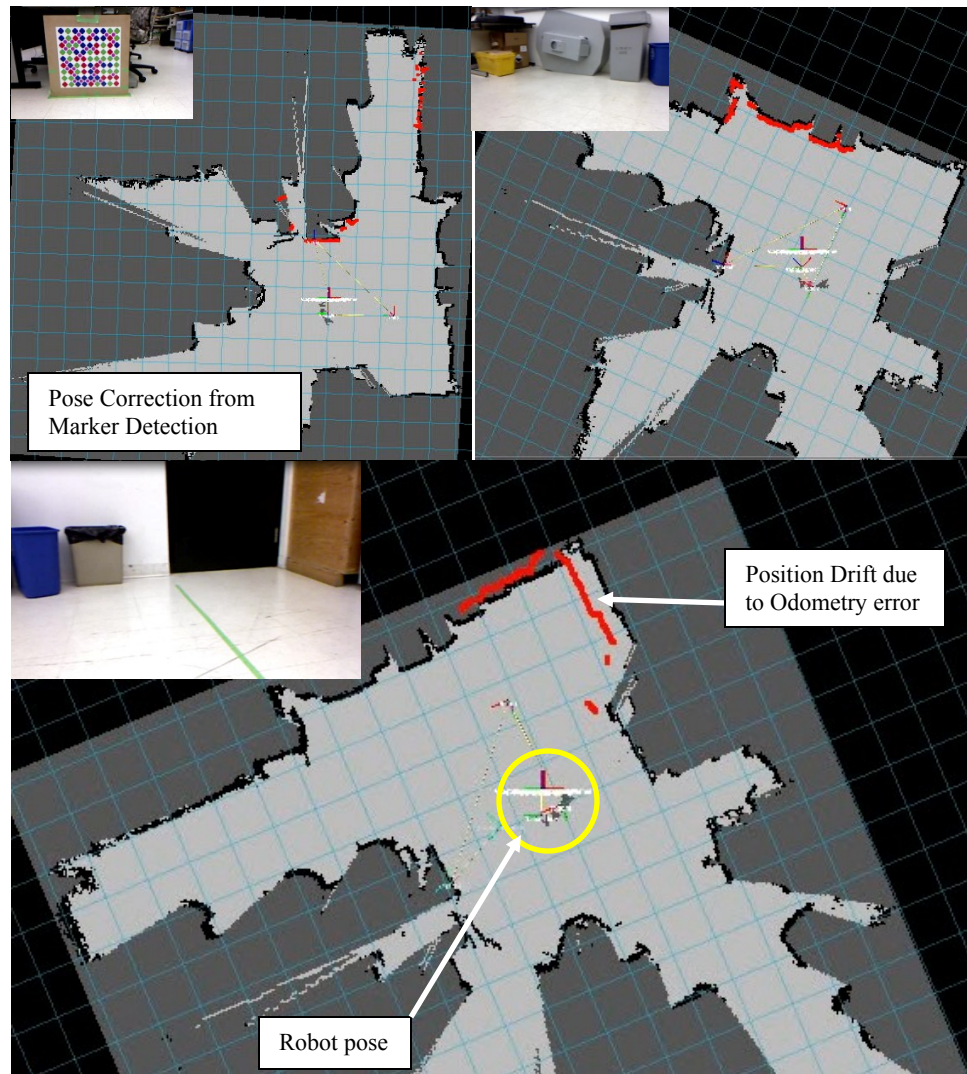 Pose Correction from
Marker Detection
Position Drift due
to Odometry error
Robot pose